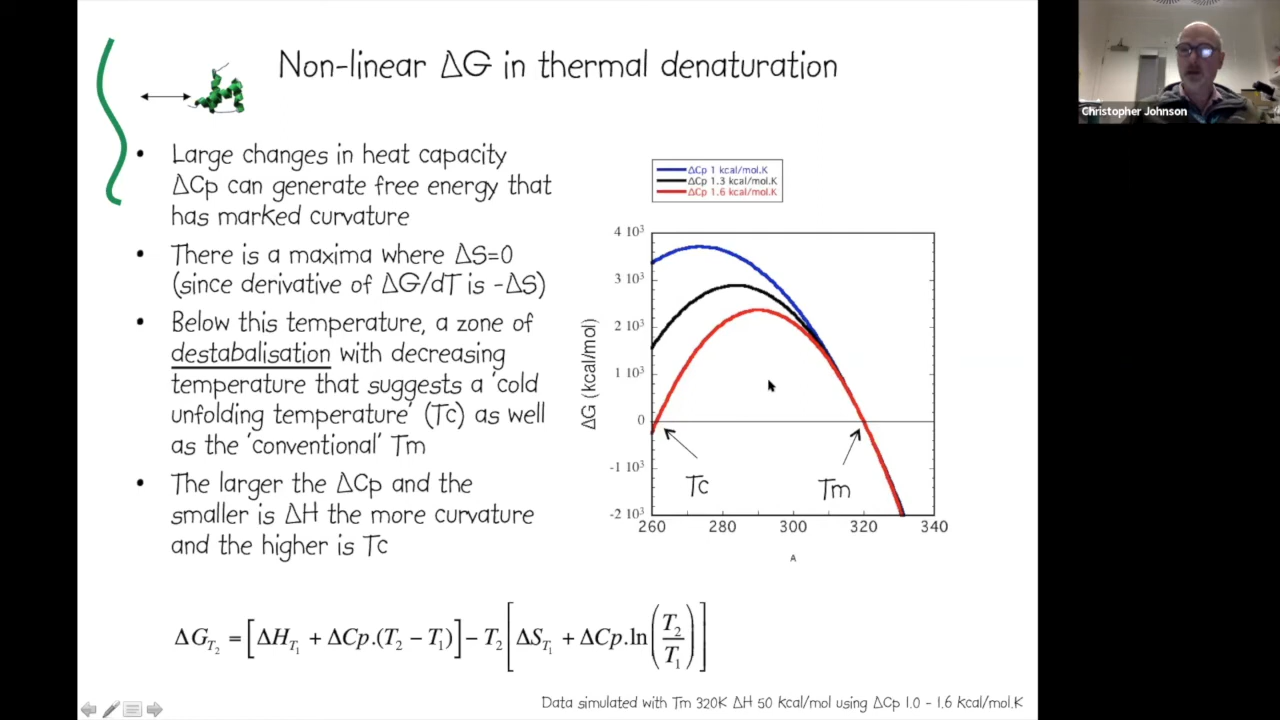 Non-linear ΔG in thermal denaturation
Christopher Johnson
• Large changes in heat capacity
ΔCp can generate free energy that
has marked curvature
• There is a maxima where ΔS=0
(since derivative of ΔG/dT is -ΔS)
• Below this temperature, a zone of
destabalisation with decreasing
temperature that suggests a 'cold
unfolding temperature' (Tc) as well
as the 'conventional' Tm
• The larger the ΔCp and the
smaller is ΔH the more curvature
and the higher is Tc
ΔCp 1 kcal/mol.K
ΔCp 1.3 kcal/mol.K
ΔCp 1.6 kcal/mol.K
4 10³
3 10³
2 10³
1 10³
0
-1 10³
-2 10³
ΔG (kcal/mol)
Tc
Tm
260 280 300 320 340
A
ΔG_T₂ = [ΔH_T₁ + ΔCp.(T₂ − T₁)] − T₂ [ΔS_T₁ + ΔCp.ln(T₂/T₁)]
Data simulated with Tm 320K ΔH 50 kcal/mol using ΔCp 1.0 - 1.6 kcal/mol.K